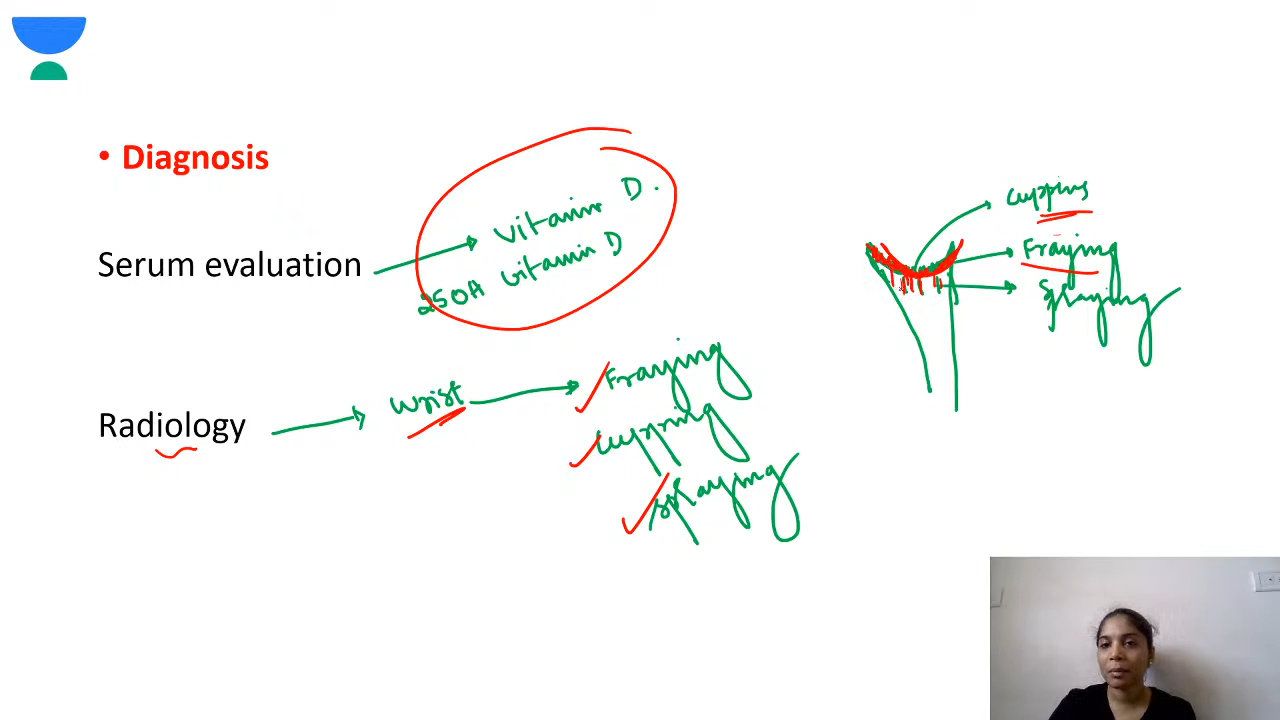 • Diagnosis
Serum evaluation
Vitamin D.
25OH Vitamin D
Radiology
Wrist
Fraying
Cupping
Splaying
Cupping
Fraying
Splaying